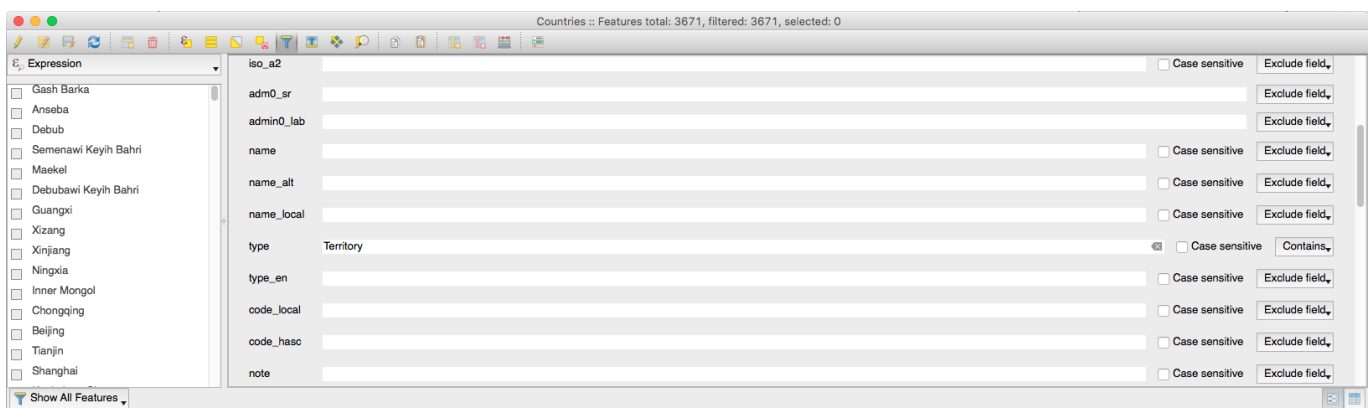 Countries :: Features total: 3671, filtered: 3671, selected: 0
Expression
Gash Barka
Anseba
Debub
Semenawi Keyih Bahri
Maekel
Debubawi Keyih Bahri
Guangxi
Xizang
Xinjiang
Ningxia
Inner Mongol
Chongqing
Beijing
Tianjin
Shanghai
iso_a2 Case sensitive Exclude field
adm0_sr Exclude field
admin0_lab Exclude field
name Case sensitive Exclude field
name_alt Case sensitive Exclude field
name_local Case sensitive Exclude field
type Territory Case sensitive Contains
type_en Case sensitive Exclude field
code_local Case sensitive Exclude field
code_hasc Case sensitive Exclude field
note Case sensitive Exclude field
Show All Features